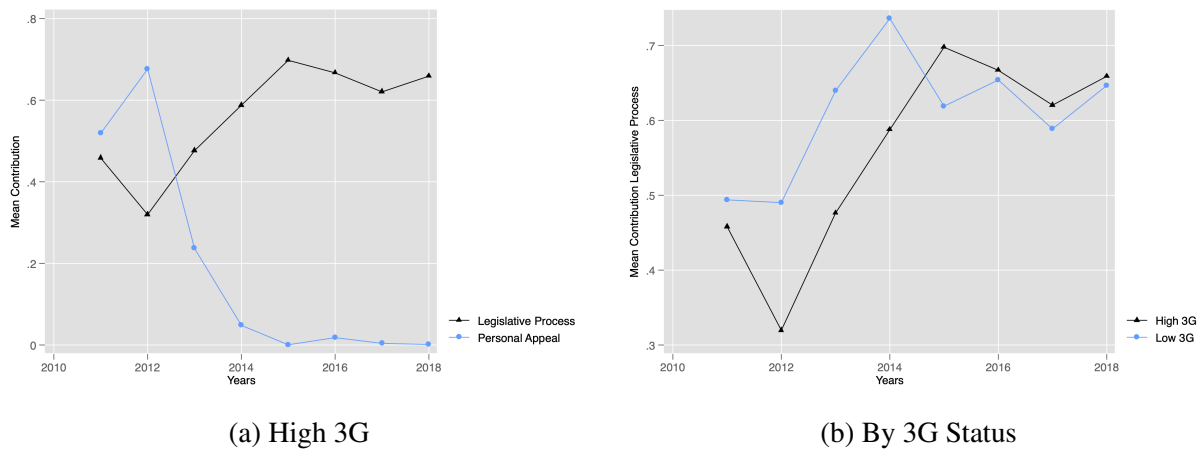 .8
.6
.4
.2
0
Mean Contribution
2010 2012 2014 2016 2018
Years
Legislative Process
Personal Appeal
(a) High 3G
.7
.6
.5
.4
.3
Mean Contribution Legislative Process
2010 2012 2014 2016 2018
Years
High 3G
Low 3G
(b) By 3G Status